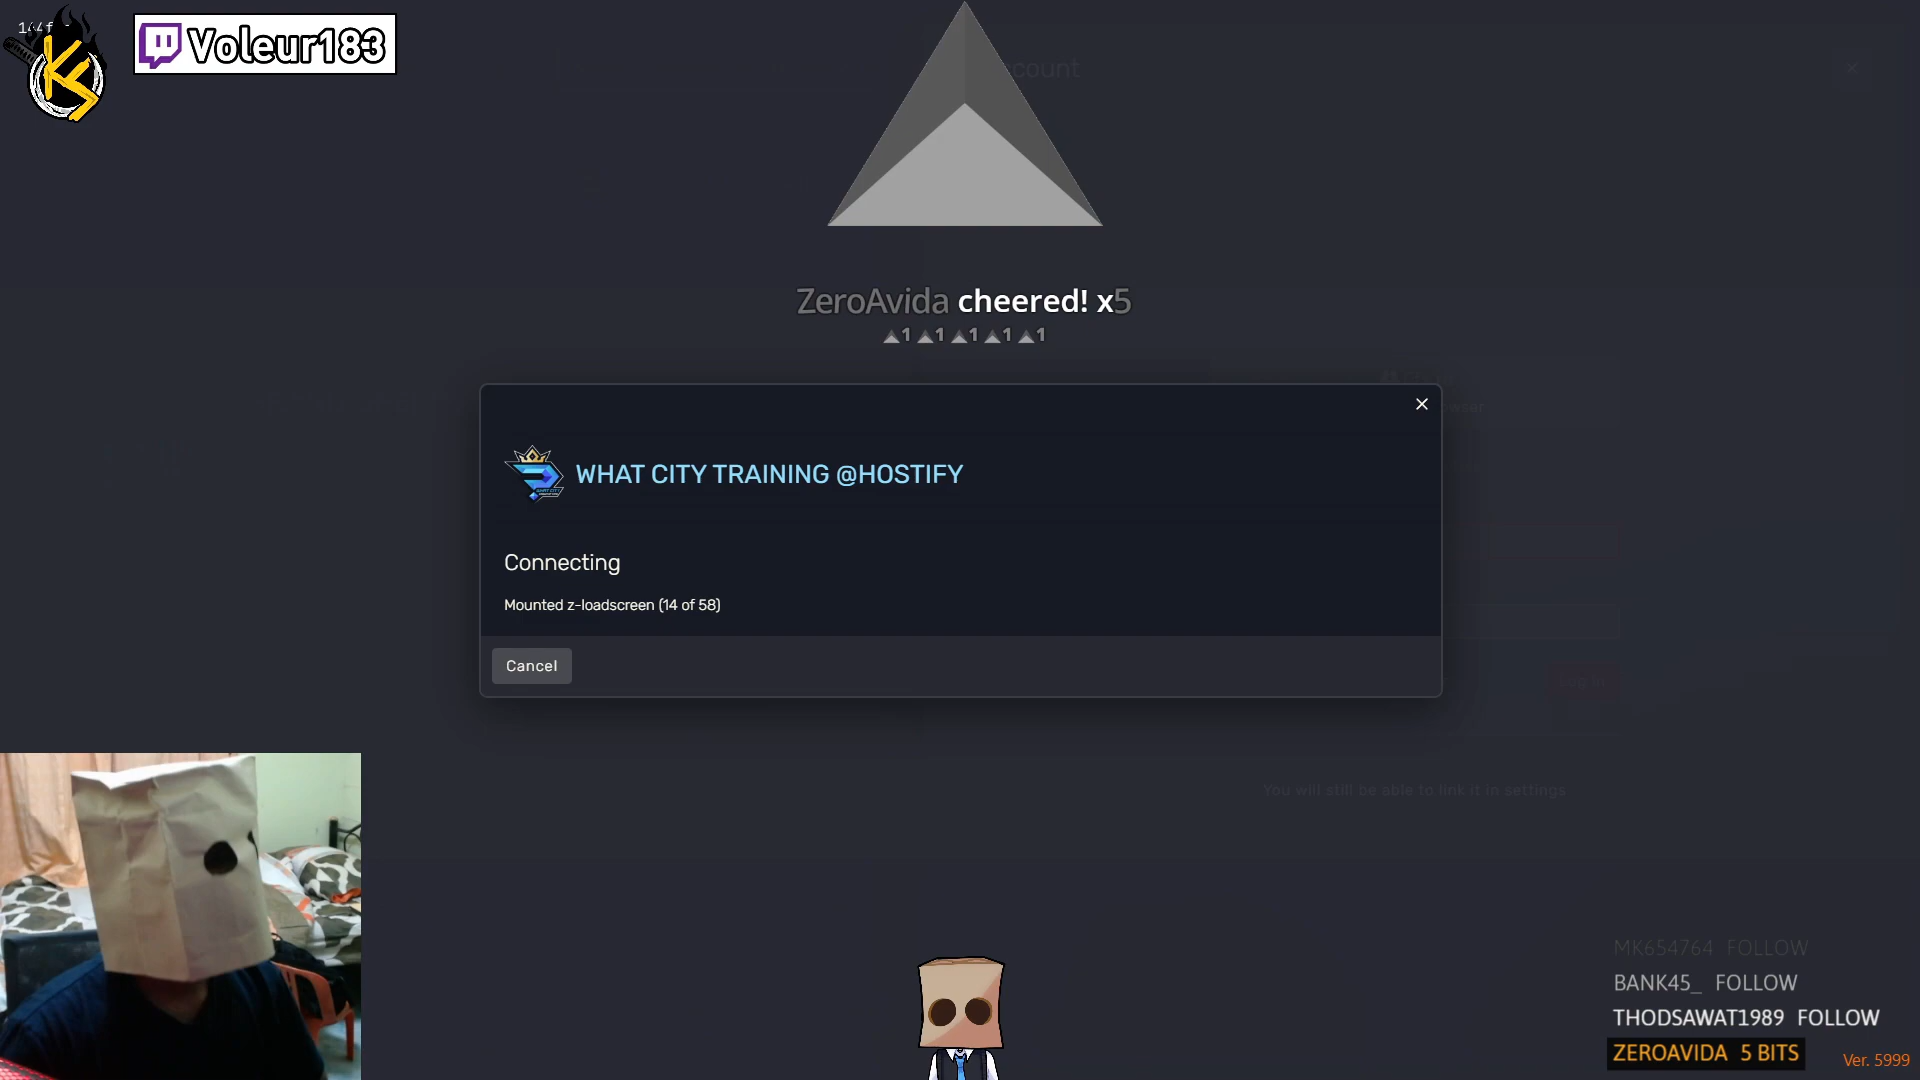 Voleur183
ccount
ZeroAvida cheered! x5
1 1 1 1 1
WHAT CITY TRAINING @HOSTIFY
Connecting
Mounted z-loadscreen (14 of 58)
Cancel
You will still be able to link it in settings
MK654764 FOLLOW
BANK45_ FOLLOW
THODSAWAT1989 FOLLOW
ZEROAVIDA 5 BITS
Ver. 5999